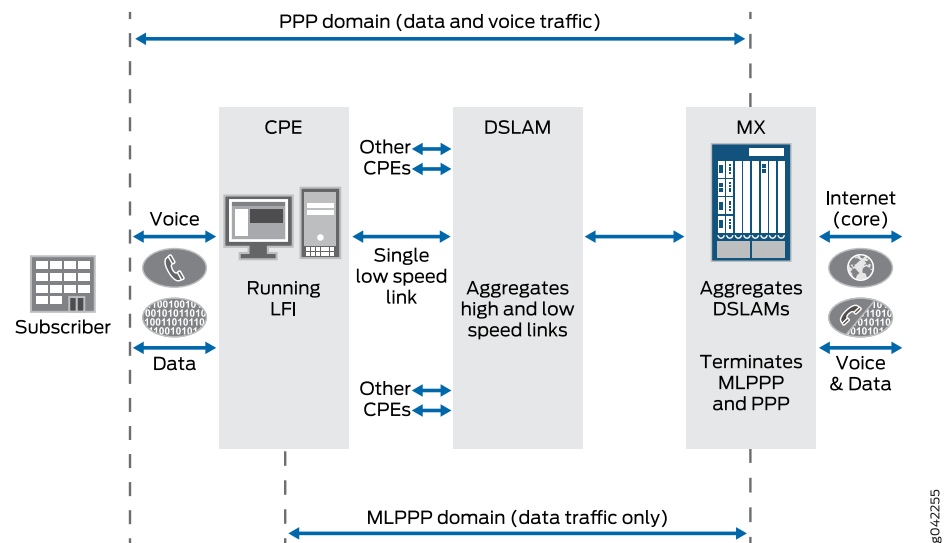 PPP domain (data and voice traffic)
CPE
DSLAM
MX
Other
CPEs
Voice
Internet
(core)
Single
low speed
link
Running
LFI
Aggregates
high and low
speed links
Aggregates
DSLAMs
Subscriber
Data
Other
CPEs
Terminates
MLPPP
and PPP
Voice
& Data
MLPPP domain (data traffic only)
g042255